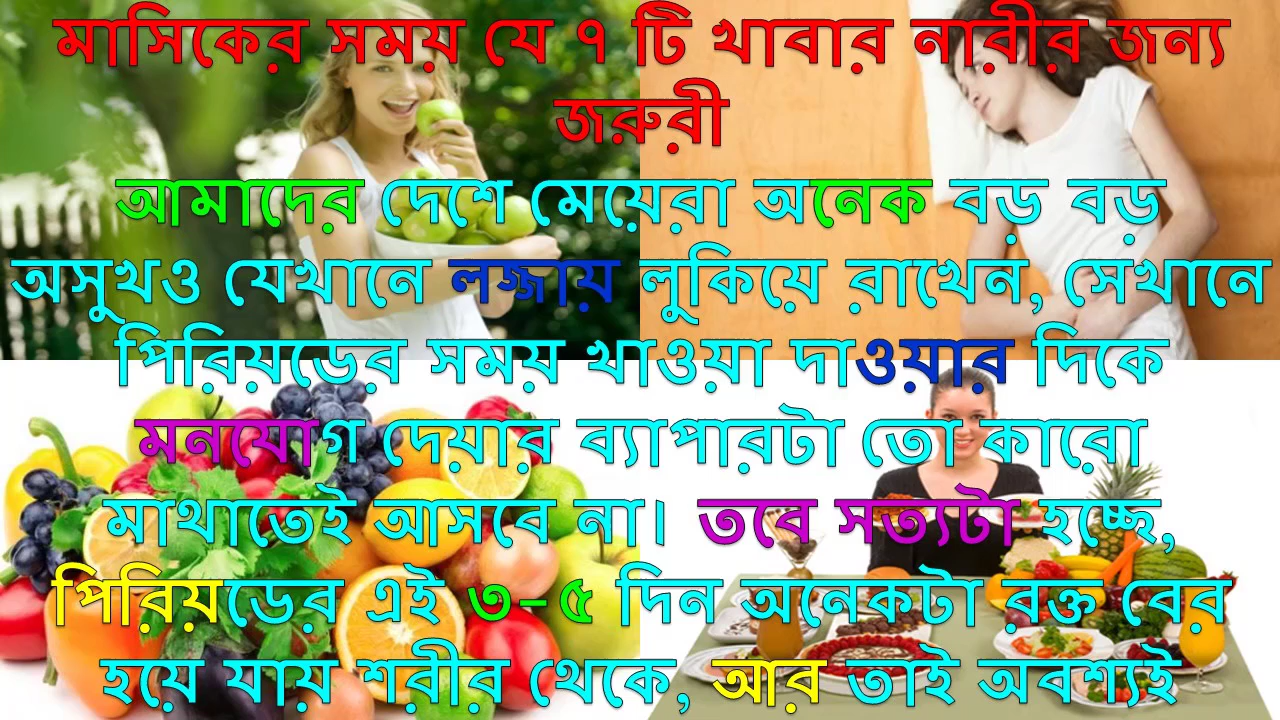 মাসিকের সময় যে ৭ টি খাবার নারীর জন্য
জরুরী
আমাদের দেশে মেয়েরা অনেক বড় বড়
অসুখও যেখানে লজ্জায় লুকিয়ে রাখেন, সেখানে
পিরিয়ডের সময় খাওয়া দাওয়ার দিকে
মনযোগ দেয়ার ব্যাপারটা তো কারো
মাথাতেই আসবে না। তবে সত্যটা হচ্ছে,
পিরিয়ডের এই ৩-৫ দিন অনেকটা রক্ত বের
হয়ে যায় শরীর থেকে, আর তাই অবশ্যই